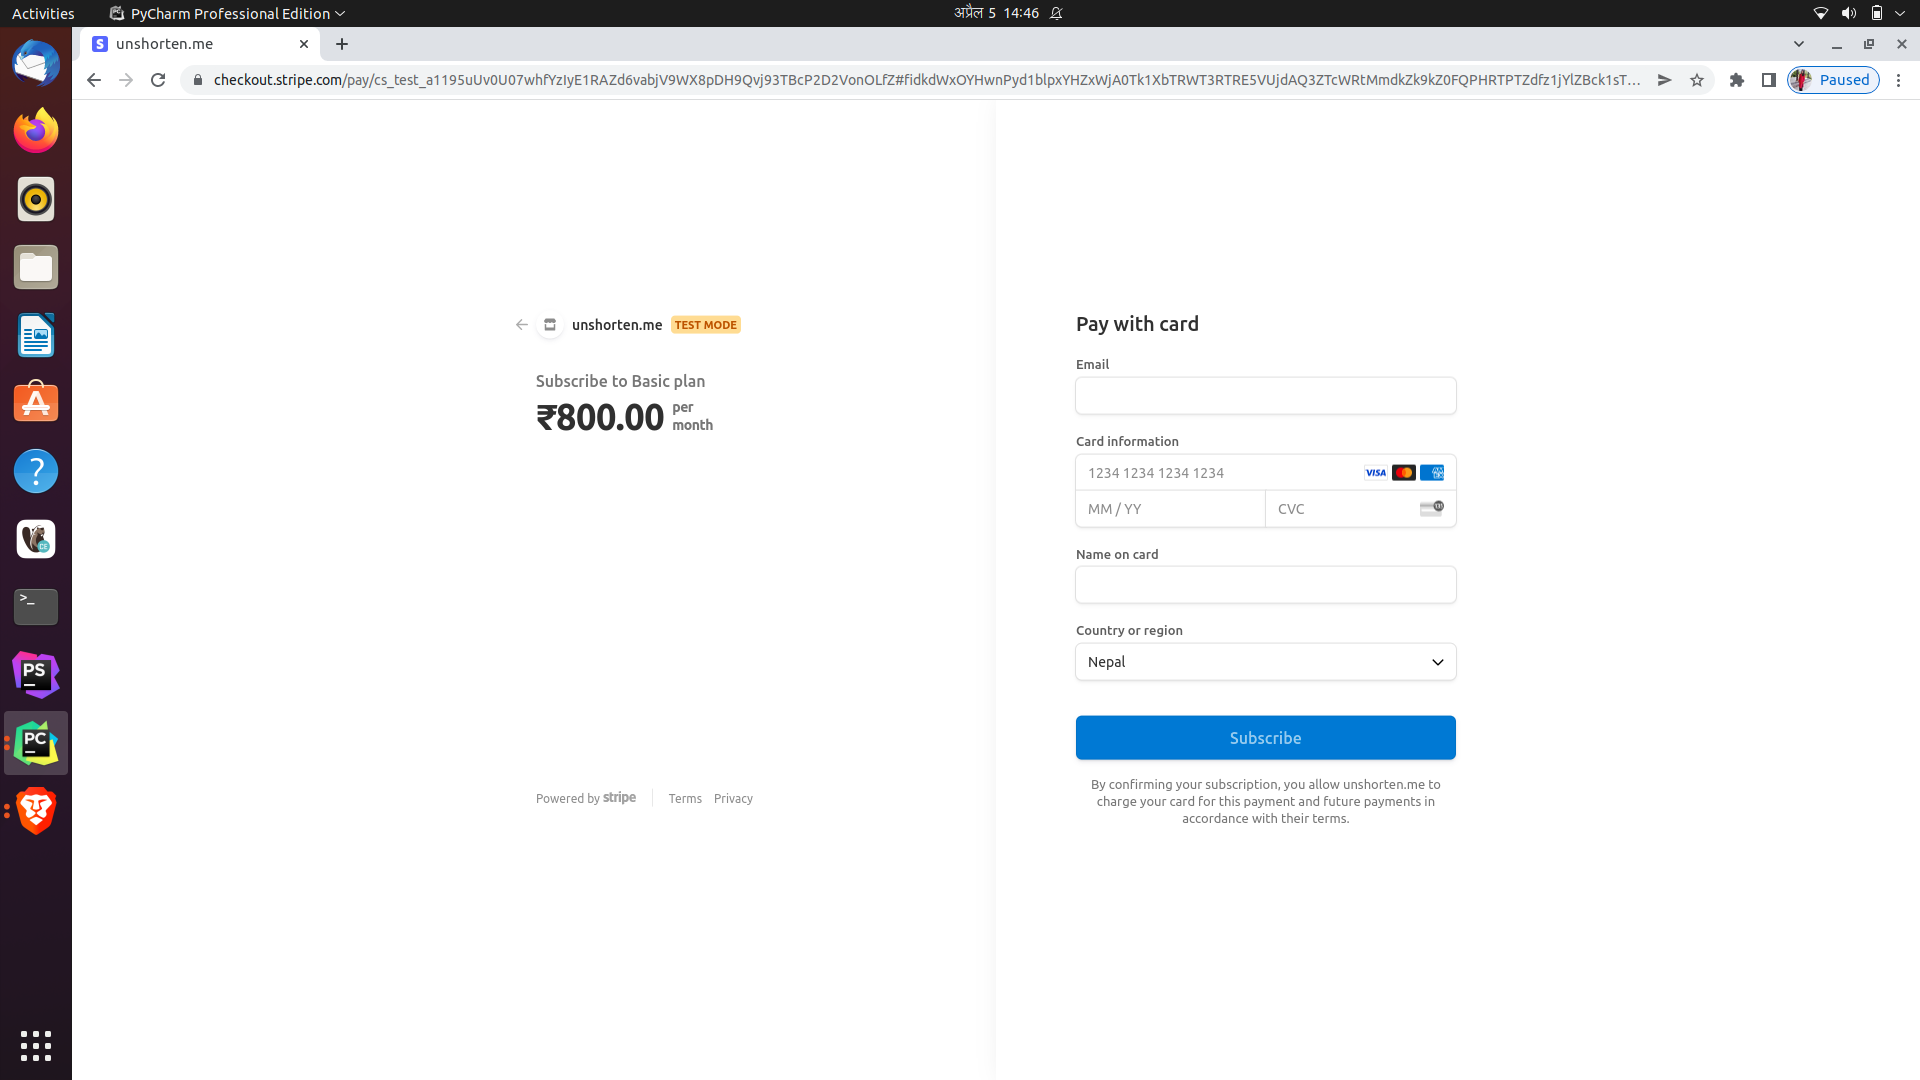 Activities
PyCharm Professional Edition
अप्रैल 5 14:46
unshorten.me
checkout.stripe.com/pay/cs_test_a1195uUv0U07whfYzIyE1RAZd6vabjV9WX8pDH9Qvj93TBcP2D2VonOLfZ#fidkdWxOYHwnPyd1blpxYHZxWjA0Tk1XbTRWT3RTRE5VUjdAQ3ZTcWRtMmdkZk9kZ0FQPHRTPTZdfz1jYlZBck1sT...
Paused
unshorten.me TEST MODE
Subscribe to Basic plan
₹800.00 per month
Powered by stripe
Terms
Privacy
Pay with card
Email
Card information
1234 1234 1234 1234
VISA
MM / YY
CVC
Name on card
Country or region
Nepal
Subscribe
By confirming your subscription, you allow unshorten.me to
charge your card for this payment and future payments in
accordance with their terms.
PS
PC